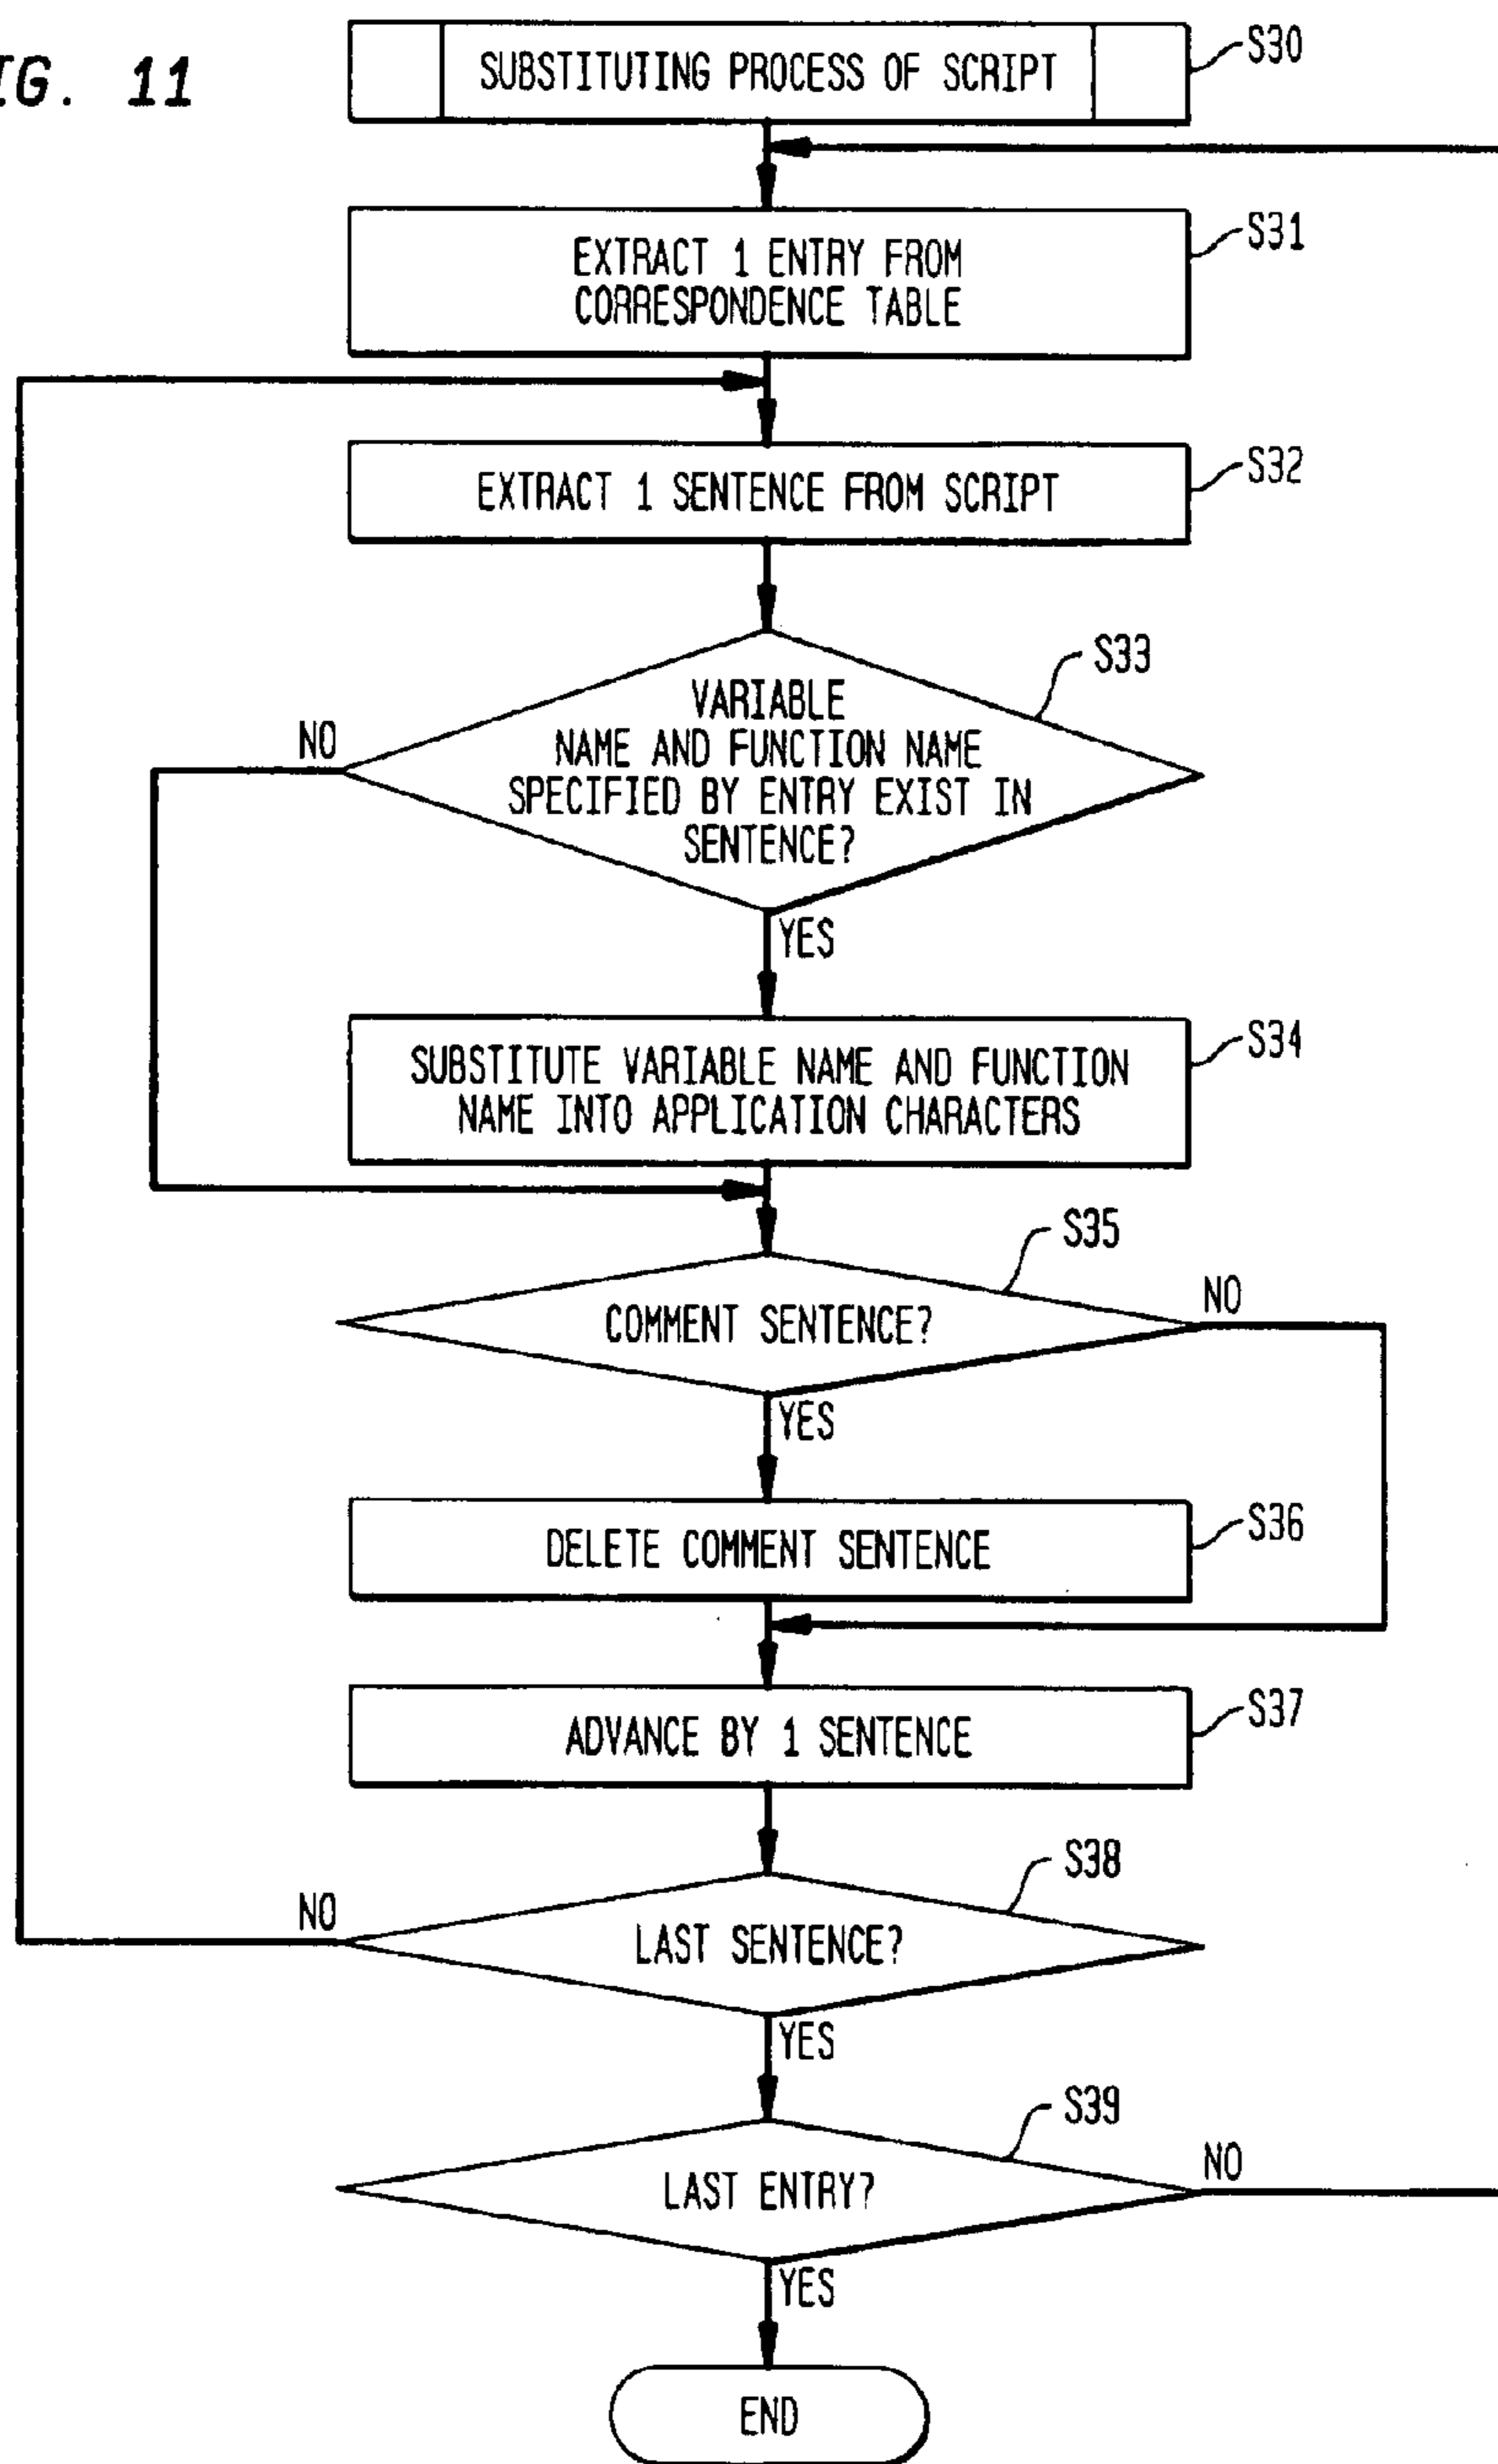 IG. 11
SUBSTITUTING PROCESS OF SCRIPT
S30
EXTRACT 1 ENTRY FROM
CORRESPONDENCE TABLE
S31
EXTRACT 1 SENTENCE FROM SCRIPT
S32
S33
VARIABLE
NAME AND FUNCTION NAME
SPECIFIED BY ENTRY EXIST IN
SENTENCE?
NO
YES
SUBSTITUTE VARIABLE NAME AND FUNCTION
NAME INTO APPLICATION CHARACTERS
S34
S35
COMMENT SENTENCE?
NO
YES
DELETE COMMENT SENTENCE
S36
ADVANCE BY 1 SENTENCE
S37
S38
LAST SENTENCE?
NO
YES
S39
LAST ENTRY?
NO
YES
END